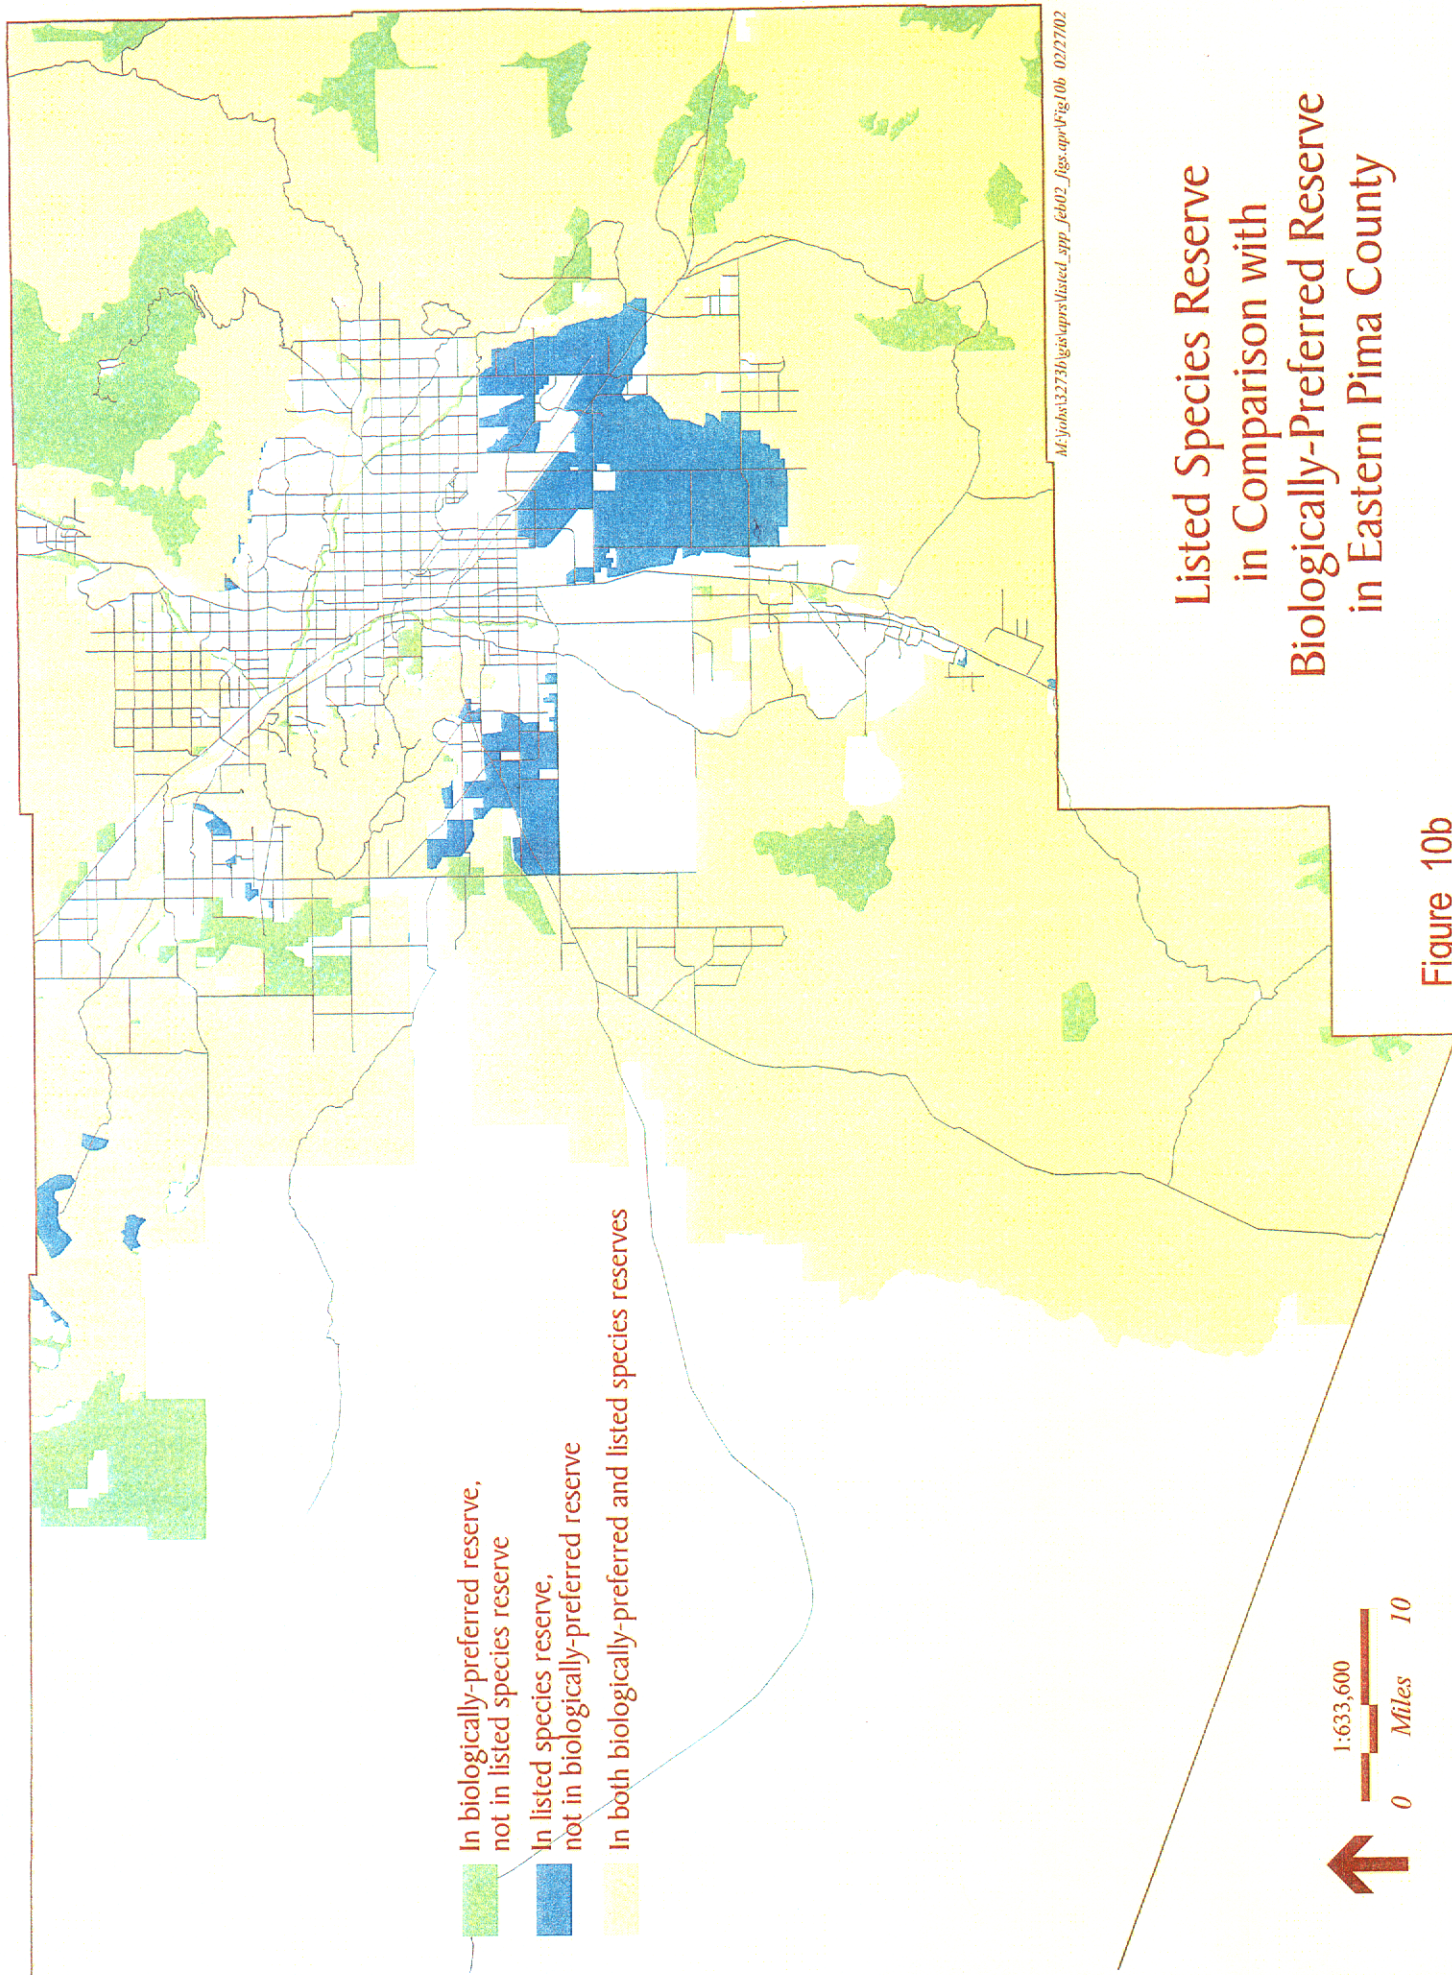 M:\jobs\3273h\gis\aprs\listed_spp_feb02_figs.apr\Fig10b 02/27/02
Listed Species Reserve
in Comparison with
Biologically-Preferred Reserve
in Eastern Pima County
In biologically-preferred reserve,
not in listed species reserve
In listed species reserve,
not in biologically-preferred reserve
In both biologically-preferred and listed species reserves
1:633,600
0 Miles 10
Figure 10b